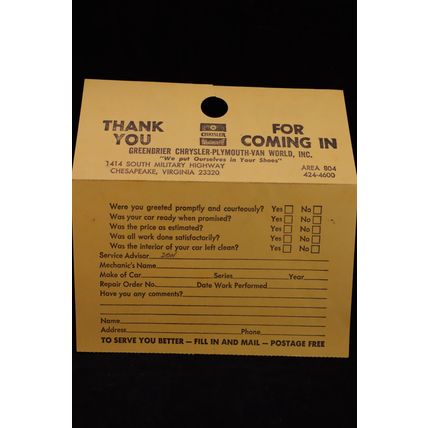 THANK YOU
CHRYSLER
Plymouth
FOR COMING IN
GREENBRIER CHRYSLER-PLYMOUTH-VAN WORLD, INC.
"We put Ourselves in Your Shoes"
1414 SOUTH MILITARY HIGHWAY AREA 804
CHESAPEAKE, VIRGINIA 23320 424-4600
Were you greeted promptly and courteously? Yes No
Was your car ready when promised? Yes No
Was the price as estimated? Yes No
Was all work done satisfactorily? Yes No
Was the interior of your car left clean? Yes No
Service Advisor
Mechanic's Name
Make of Car Series Year
Repair Order No. Date Work Performed
Have you any comments?
Name
Address Phone
TO SERVE YOU BETTER — FILL IN AND MAIL — POSTAGE FREE